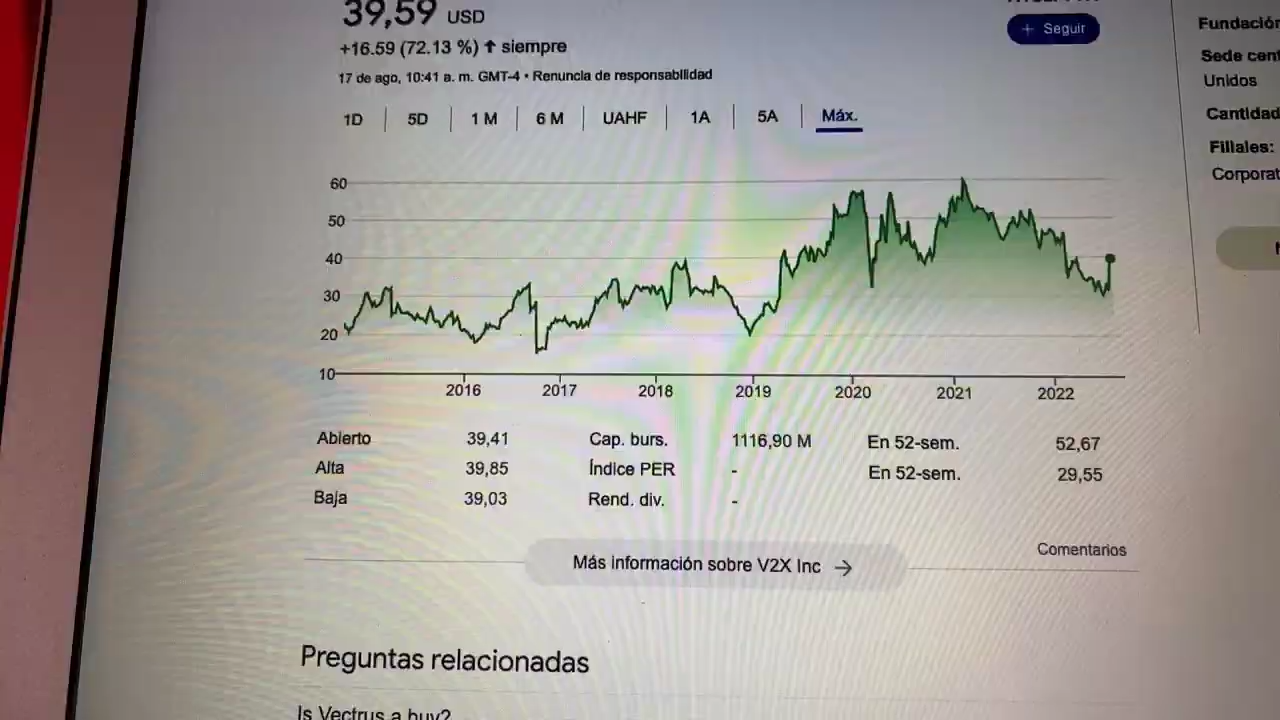 39,59 USD
+16.59 (72.13 %) ↑ siempre
+ Seguir
17 de ago, 10:41 a. m. GMT-4 • Renuncia de responsabilidad
1D 5D 1 M 6 M UAHF 1A 5A Máx.
60
50
40
30
20
10
2016 2017 2018 2019 2020 2021 2022
Abierto 39,41 Cap. burs. 1116,90 M En 52-sem. 52,67
Alta 39,85 Índice PER - En 52-sem. 29,55
Baja 39,03 Rend. div. -
Más información sobre V2X Inc →
Comentarios
Preguntas relacionadas
Is Vectrus a buy?
Fundación
Sede cent
Unidos
Cantidad
Filiales:
Corporat